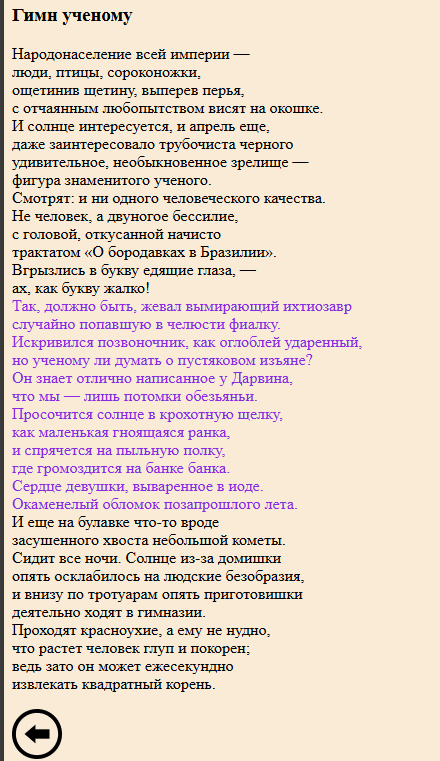 Гимн ученому
Народонаселение всей империи —
люди, птицы, сороконожки,
ощетинив щетину, выперев перья,
с отчаянным любопытством висят на окошке.
И солнце интересуется, и апрель еще,
даже заинтересовало трубочиста черного
удивительное, необыкновенное зрелище —
фигура знаменитого ученого.
Смотрят: и ни одного человеческого качества.
Не человек, а двуногое бессилие,
с головой, откусанной начисто
трактатом «О бородавках в Бразилии».
Вгрызлись в букву едящие глаза, —
ах, как букву жалко!
Так, должно быть, жевал вымирающий ихтиозавр
случайно попавшую в челюсти фиалку.
Искривился позвоночник, как оглоблей ударенный,
но ученому ли думать о пустяковом изъяне?
Он знает отлично написанное у Дарвина,
что мы — лишь потомки обезьяньи.
Просочится солнце в крохотную щелку,
как маленькая гноящаяся ранка,
и спрячется на пыльную полку,
где громоздится на банке банка.
Сердце девушки, вываренное в иоде.
Окаменелый обломок позапрошлого лета.
И еще на булавке что-то вроде
засушенного хвоста небольшой кометы.
Сидит все ночи. Солнце из-за домишки
опять осклабилось на людские безобразия,
и внизу по тротуарам опять приготовишки
деятельно ходят в гимназии.
Проходят красноухие, а ему не нудно,
что растет человек глуп и покорен;
ведь зато он может ежесекундно
извлекать квадратный корень.